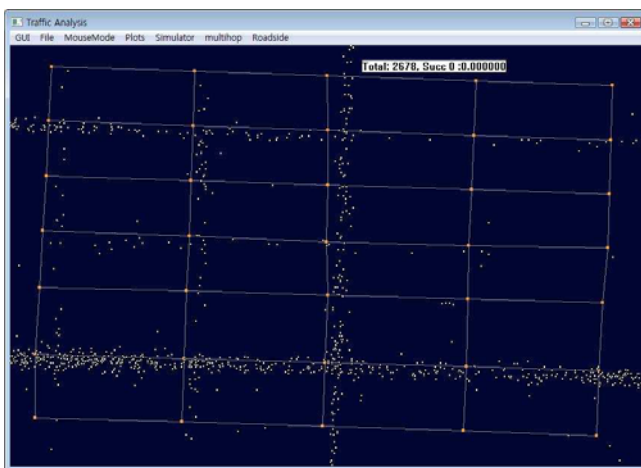 Traffic Analysis
GUI File MouseMode Plots Simulator multihop Roadside
Total: 2678, Succ 0 :0.000000